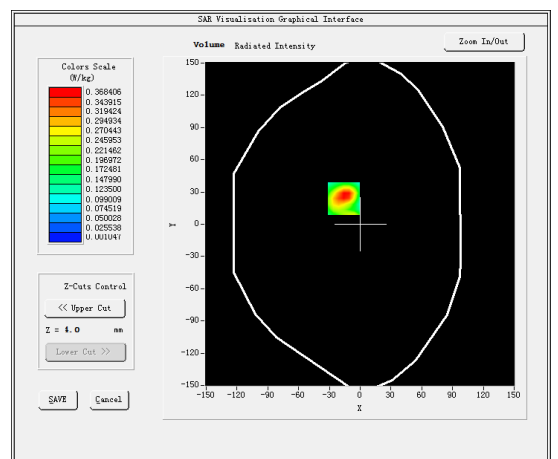 SAR Visualisation Graphical Interface
Volume Radiated Intensity
Zoom In/Out
Colors Scale
(W/kg)
0.368406
0.343915
0.319424
0.294934
0.270443
0.245953
0.221462
0.196972
0.172481
0.147990
0.123500
0.099009
0.074519
0.050028
0.025538
0.001047
Z-Cuts Control
<< Upper Cut
Z = 4.0 mm
Lower Cut >>
SAVE Cancel
150
120
90
60
30
0
-30
-60
-90
-120
-150
Y
-150 -120 -90 -60 -30 0 30 60 90 120 150
X